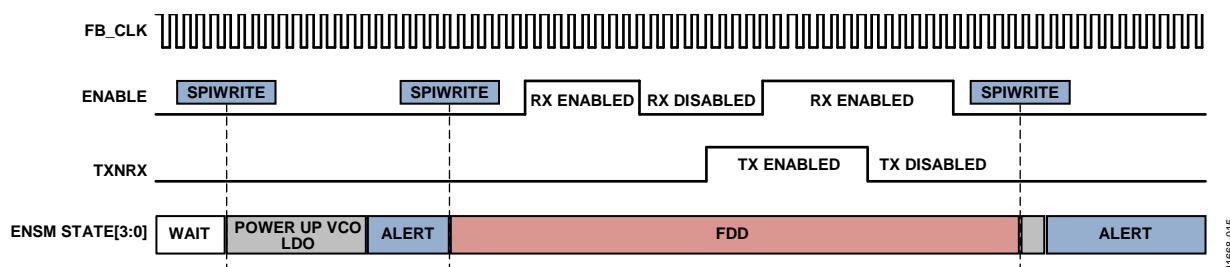 FB_CLK
ENABLE
SPIWRITE
SPIWRITE
RX ENABLED
RX DISABLED
RX ENABLED
SPIWRITE
TXNRX
TX ENABLED
TX DISABLED
ENSM STATE[3:0]
WAIT
POWER UP VCO
LDO
ALERT
FDD
ALERT